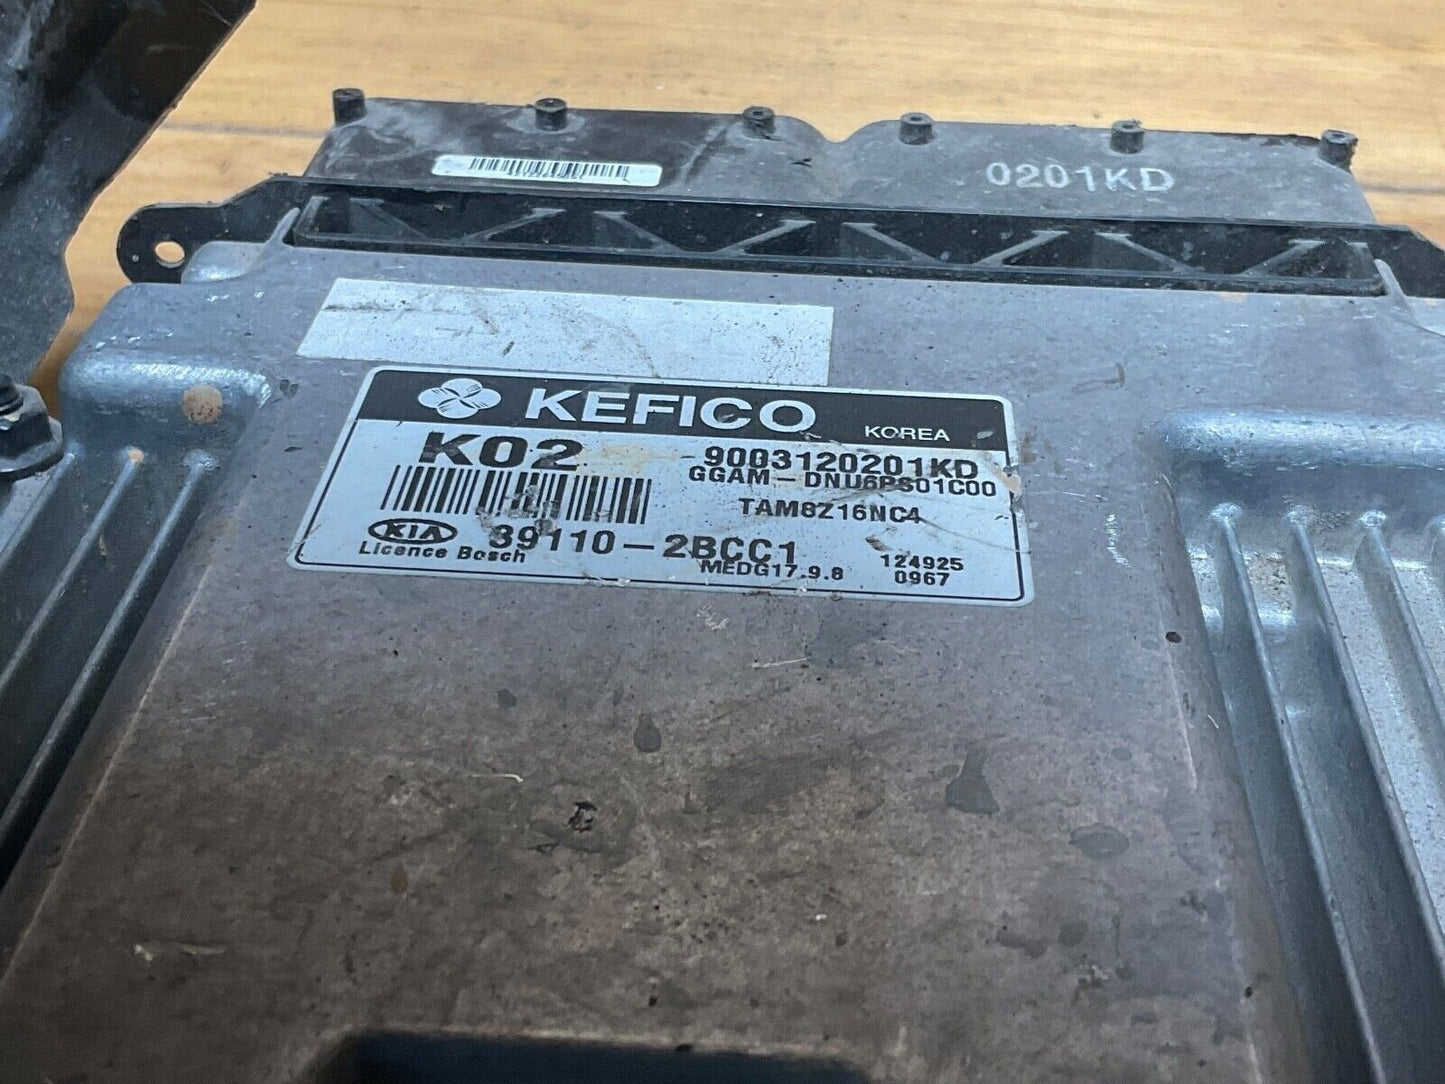 0201KD
KEFICO KOREA
K02 9003120201KD
GGAM-DNU6PS01C00
TAM8Z16NC4
KIA 39110-2BCC1
Licence Bosch MEDG17.9.8
124925
0967